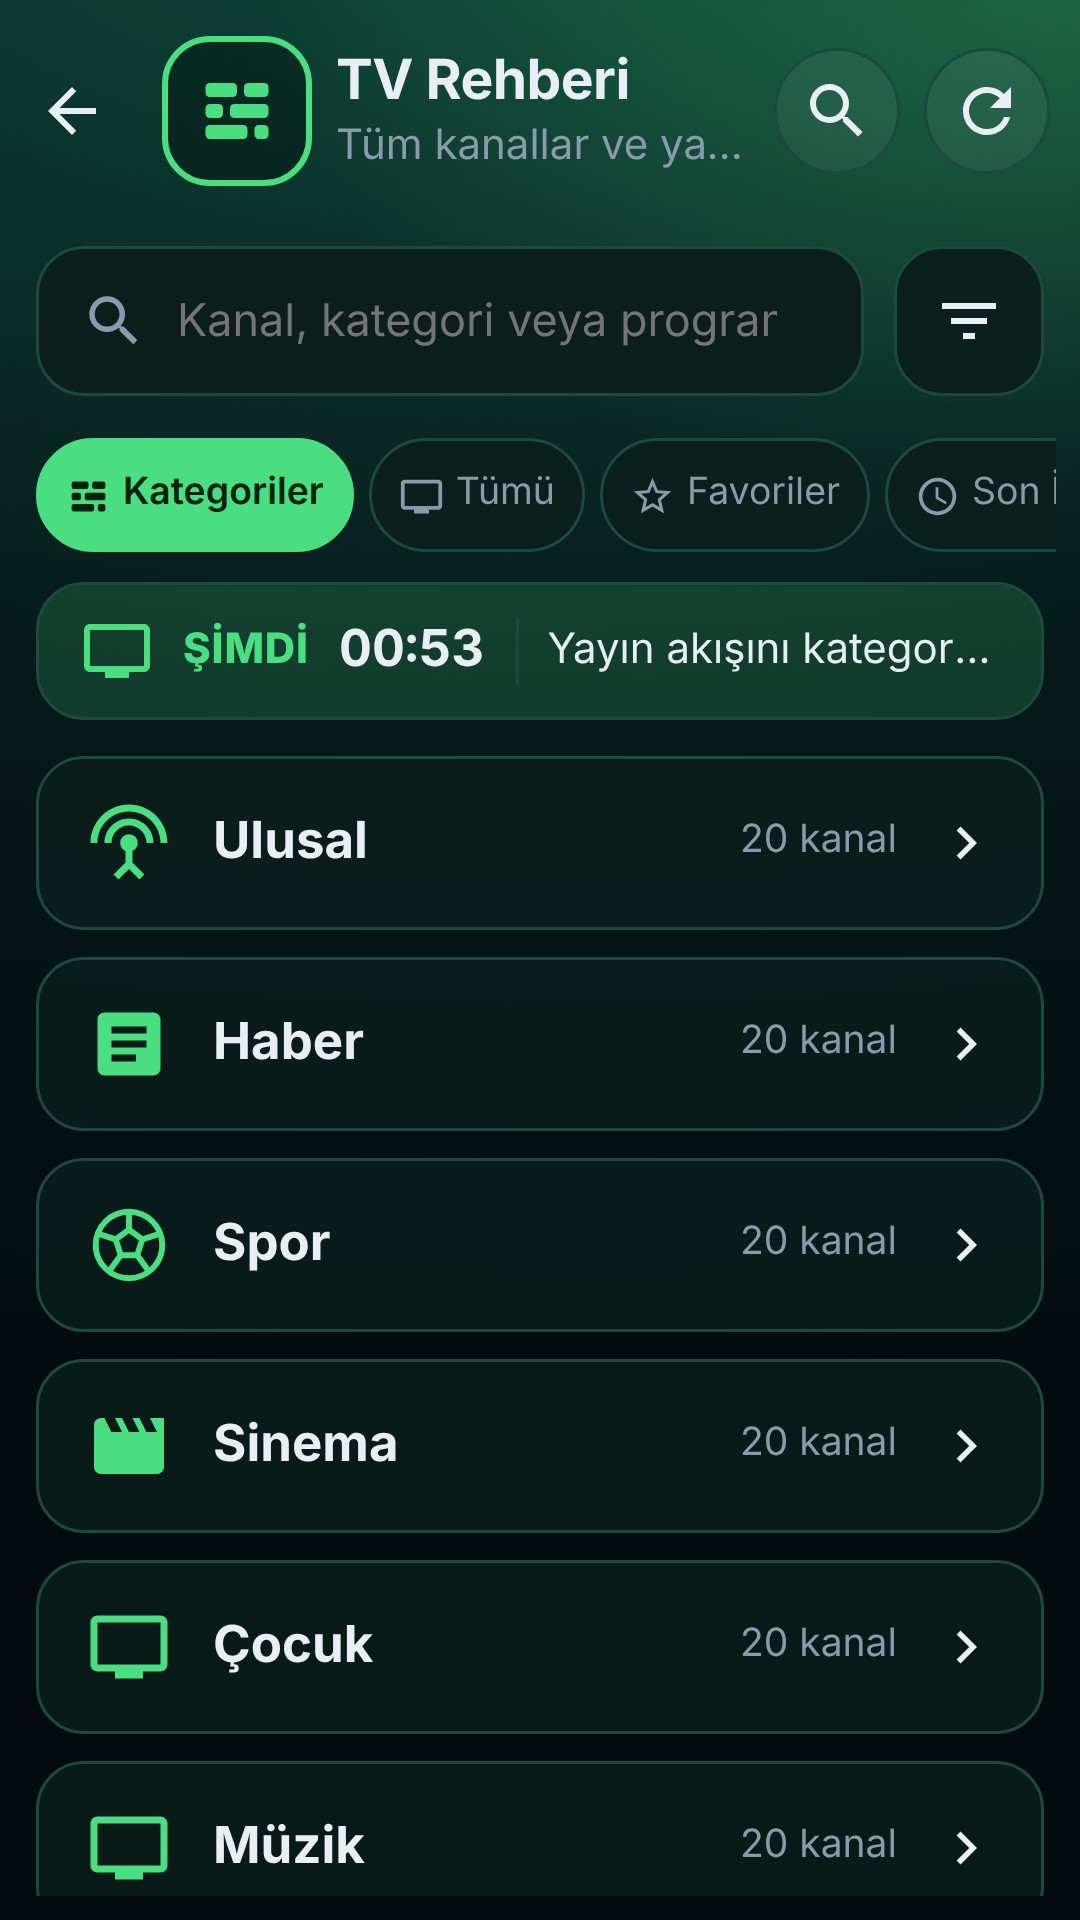 TV Rehberi
Tüm kanallar ve ya...
Kanal, kategori veya prograr
Kategoriler
Tümü
Favoriler
Son
ŞİMDİ 00:53 Yayın akışını kategor...
Ulusal 20 kanal
Haber 20 kanal
Spor 20 kanal
Sinema 20 kanal
Çocuk 20 kanal
Müzik 20 kanal